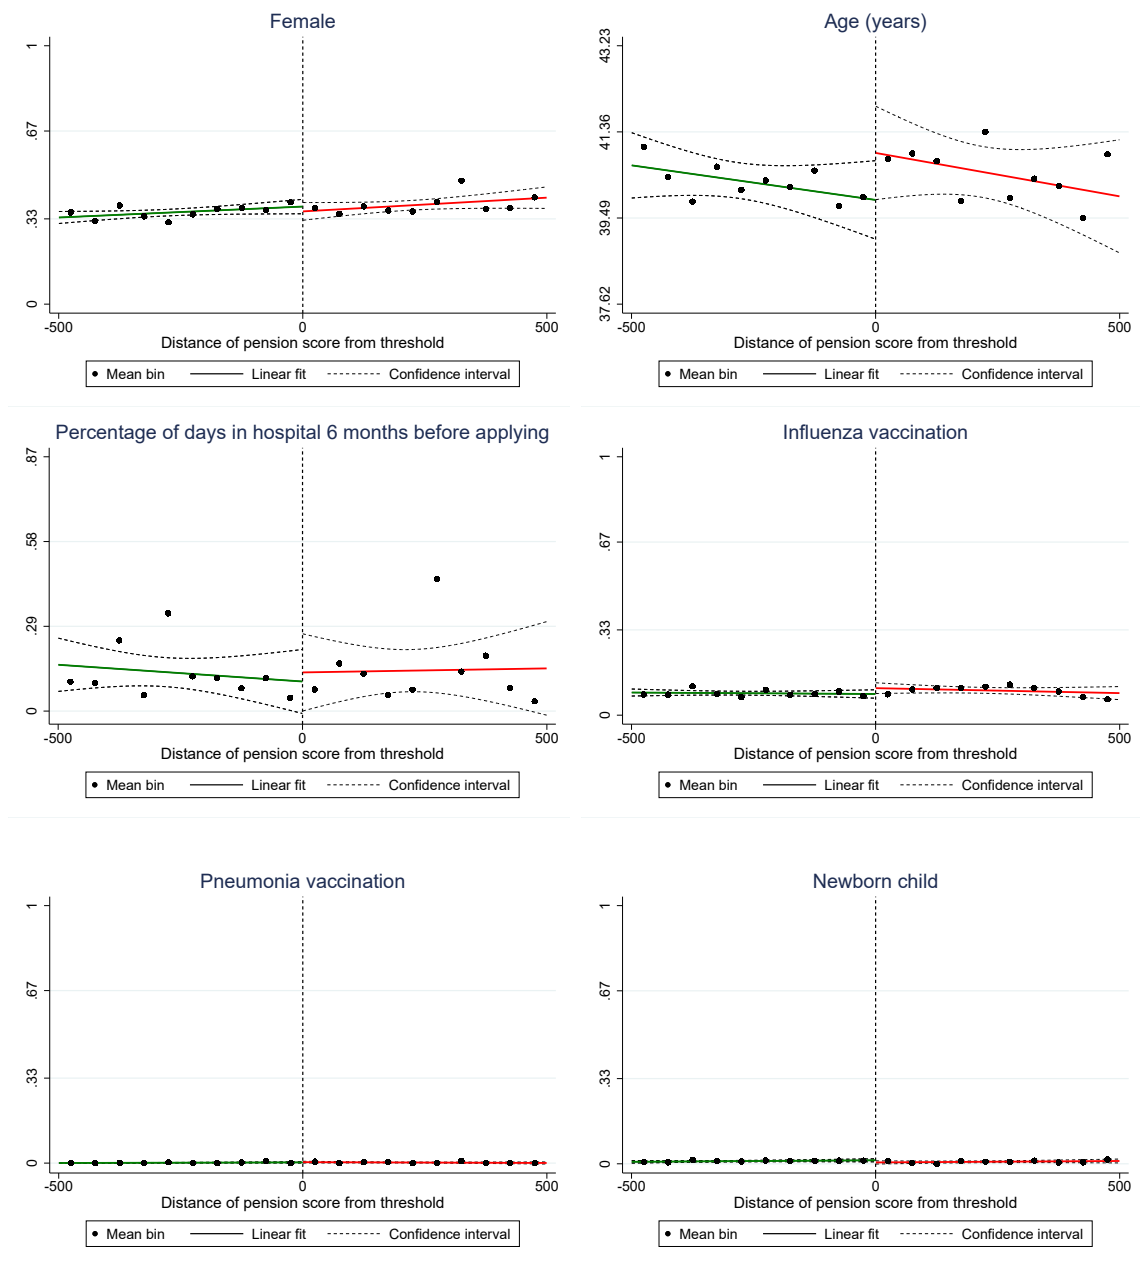 Female
1
.67
.33
0
-500 0 500
Distance of pension score from threshold
Mean bin Linear fit Confidence interval
Age (years)
43.23
41.36
39.49
37.62
-500 0 500
Distance of pension score from threshold
Mean bin Linear fit Confidence interval
Percentage of days in hospital 6 months before applying
.87
.58
.29
0
-500 0 500
Distance of pension score from threshold
Mean bin Linear fit Confidence interval
Influenza vaccination
1
.67
.33
0
-500 0 500
Distance of pension score from threshold
Mean bin Linear fit Confidence interval
Pneumonia vaccination
1
.67
.33
0
-500 0 500
Distance of pension score from threshold
Mean bin Linear fit Confidence interval
Newborn child
1
.67
.33
0
-500 0 500
Distance of pension score from threshold
Mean bin Linear fit Confidence interval